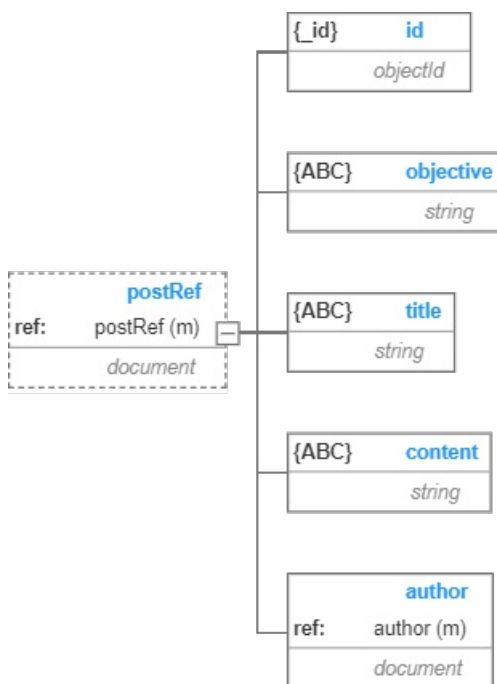 {_id} id
objectId
{ABC} objective
string
postRef
ref: postRef (m)
document
{ABC} title
string
{ABC} content
string
author
ref: author (m)
document